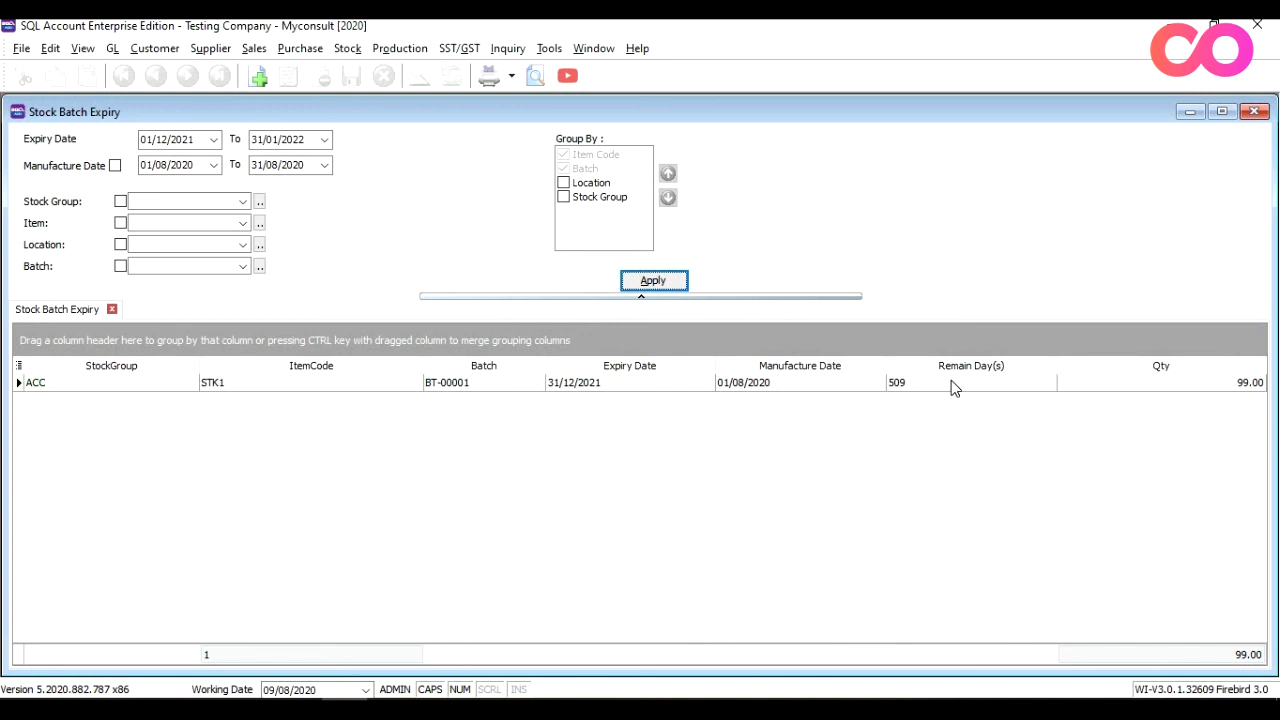 SQL Account Enterprise Edition - Testing Company - Myconsult [2020]
File Edit View GL Customer Supplier Sales Purchase Stock Production SST/GST Inquiry Tools Window Help
CO
Stock Batch Expiry
Expiry Date 01/12/2021 To 31/01/2022
Manufacture Date 01/08/2020 To 31/08/2020
Stock Group:
Item:
Location:
Batch:
Group By :
Item Code
Batch
Location
Stock Group
Apply
Stock Batch Expiry
Drag a column header here to group by that column or pressing CTRL key with dragged column to merge grouping columns
StockGroup ItemCode Batch Expiry Date Manufacture Date Remain Day(s) Qty
ACC STK1 BT-00001 31/12/2021 01/08/2020 509 99.00
1 99.00
Version 5.2020.882.787 x86 Working Date 09/08/2020 ADMIN CAPS NUM SCRL INS WI-V3.0.1.32609 Firebird 3.0